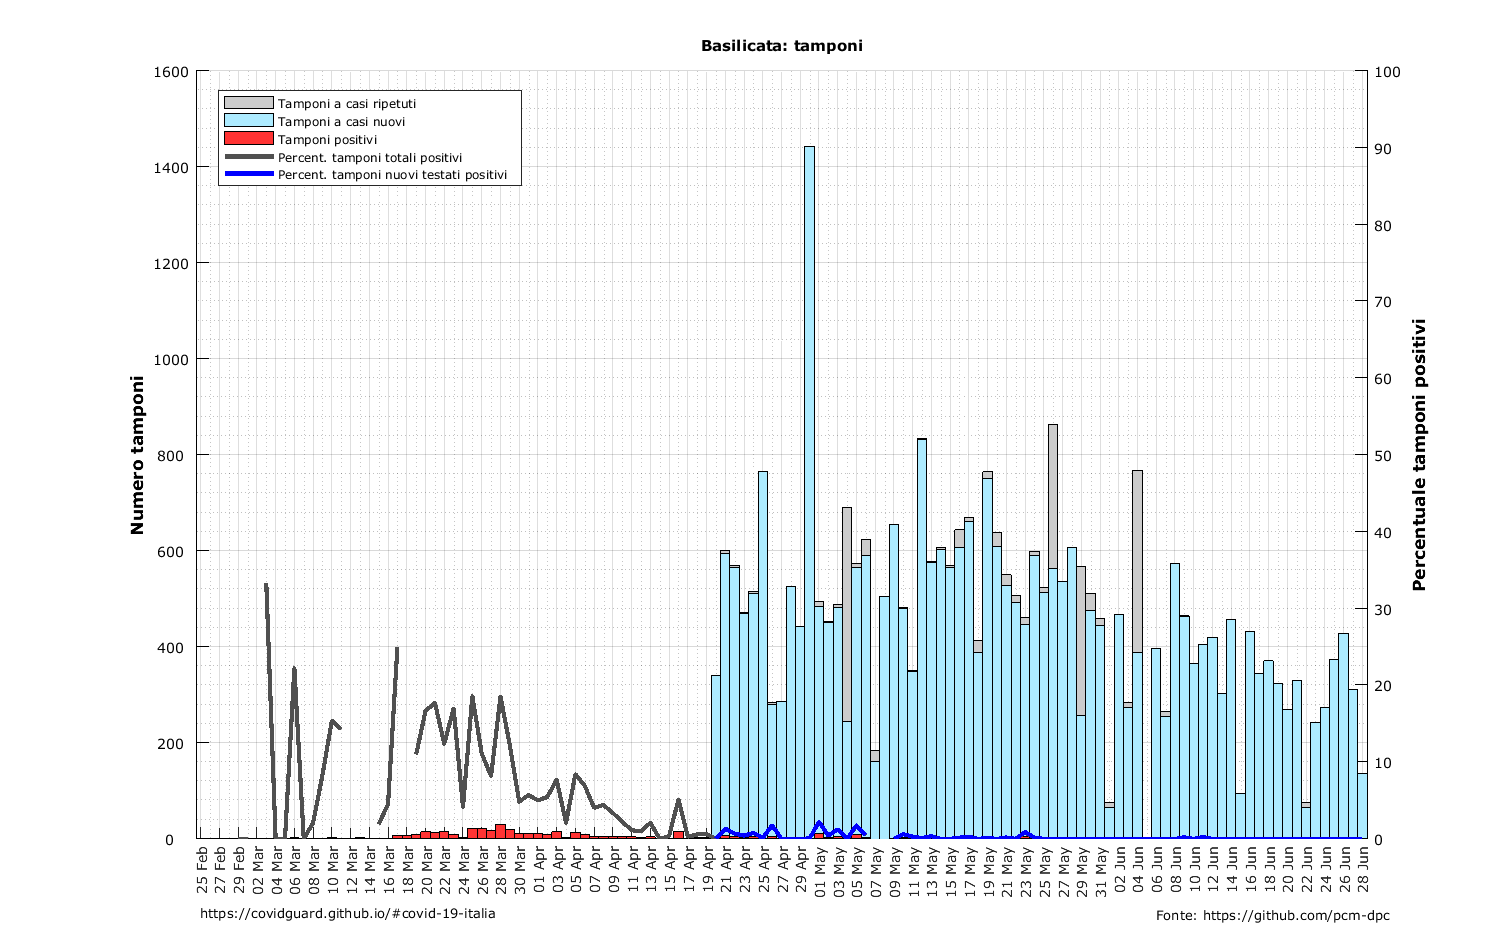 Basilicata: tamponi
1600
1400
1200
1000
800
600
400
200
0
Numero tamponi
Tamponi a casi ripetuti
Tamponi a casi nuovi
Tamponi positivi
Percent. tamponi totali positivi
Percent. tamponi nuovi testati positivi
100
90
80
70
60
50
40
30
20
10
0
Percentuale tamponi positivi
25 Feb
27 Feb
29 Feb
02 Mar
04 Mar
06 Mar
08 Mar
10 Mar
12 Mar
14 Mar
16 Mar
18 Mar
20 Mar
22 Mar
24 Mar
26 Mar
28 Mar
30 Mar
01 Apr
03 Apr
05 Apr
07 Apr
09 Apr
11 Apr
13 Apr
15 Apr
17 Apr
19 Apr
21 Apr
23 Apr
25 Apr
27 Apr
29 Apr
01 May
03 May
05 May
07 May
09 May
11 May
13 May
15 May
17 May
19 May
21 May
23 May
25 May
27 May
29 May
31 May
02 Jun
04 Jun
06 Jun
08 Jun
10 Jun
12 Jun
14 Jun
16 Jun
18 Jun
20 Jun
22 Jun
24 Jun
26 Jun
28 Jun
https://covidguard.github.io/#covid-19-italia
Fonte: https://github.com/pcm-dpc